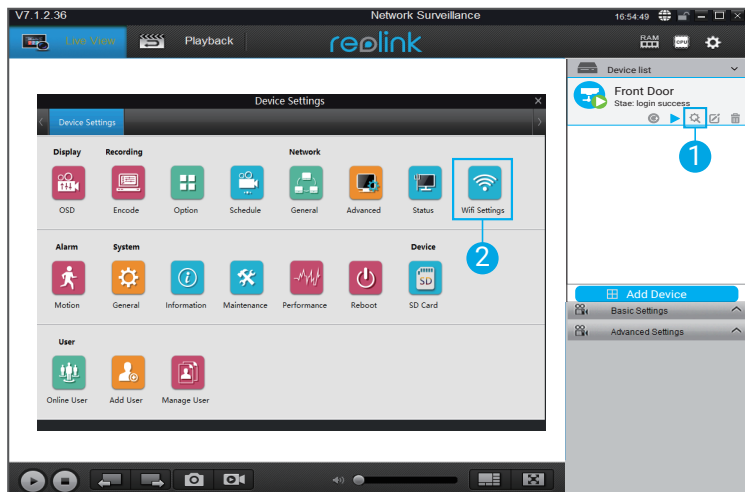 V7.1.2.36
Network Surveillance
16:54:49
Live View
Playback
reolink
RAM
CPU
Device list
Front Door
Stae: login success
1
Device Settings
Device Settings
Display
Recording
Network
OSD
Encode
Option
Schedule
General
Advanced
Status
Wifi Settings
2
Alarm
System
Device
SD
Motion
General
Information
Maintenance
Performance
Reboot
SD Card
User
Online User
Add User
Manage User
Add Device
Basic Settings
Advanced Settings